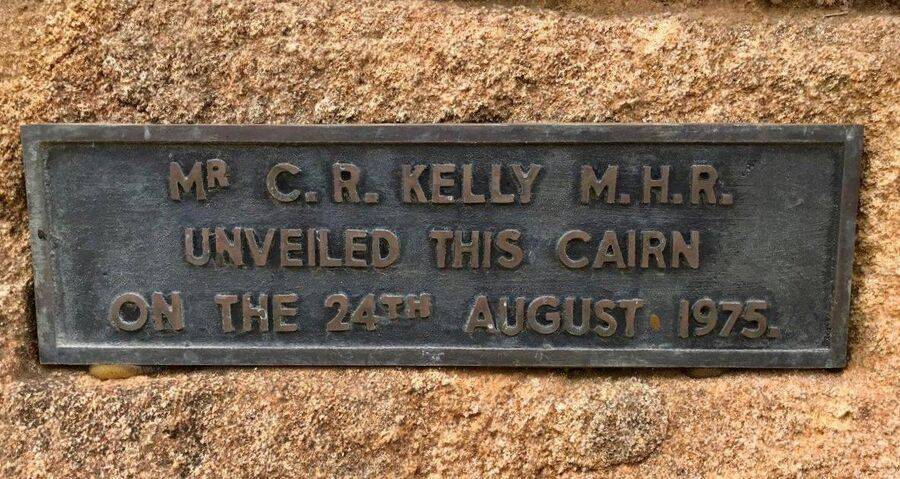 MR C. R. KELLY M.H.R.
UNVEILED THIS CAIRN
ON THE 24TH AUGUST 1975.